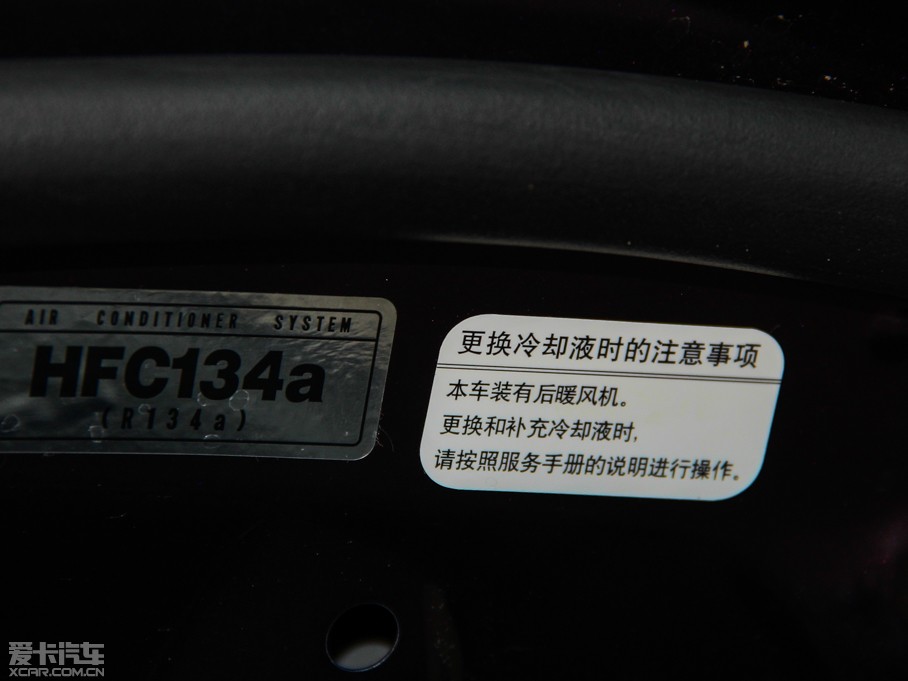 AIR CONDITIONER SYSTEM
HFC134a
(R134a)
更换冷却液时的注意事项
本车装有后暖风机。
更换和补充冷却液时,
请按照服务手册的说明进行操作。
爱卡汽车
XCAR.COM.CN